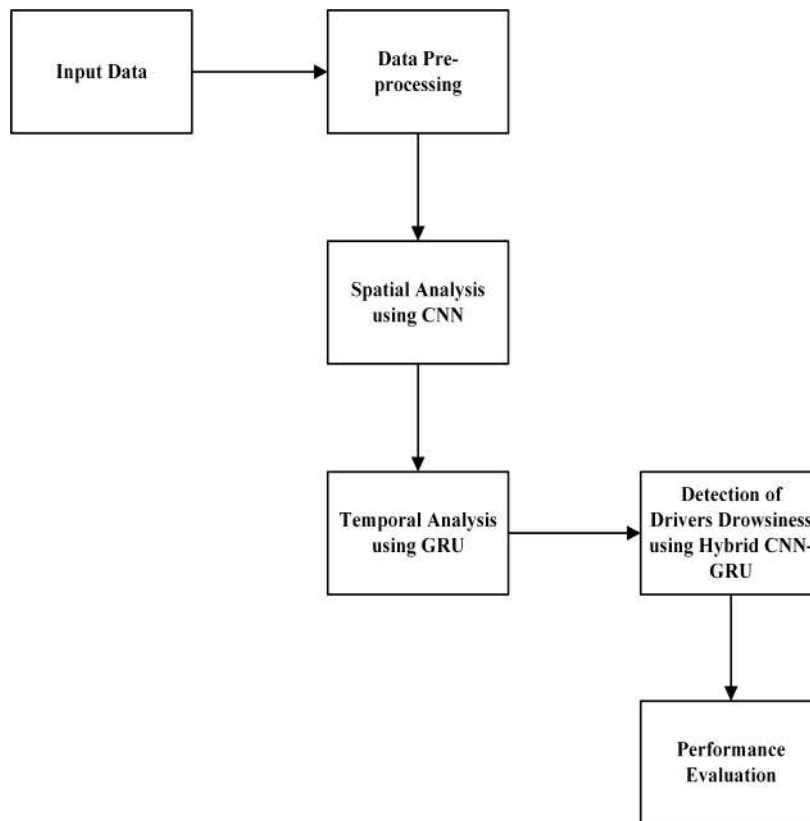 Input Data
Data Pre-
processing
Spatial Analysis
using CNN
Temporal Analysis
using GRU
Detection of
Drivers Drowsiness
using Hybrid CNN-
GRU
Performance
Evaluation